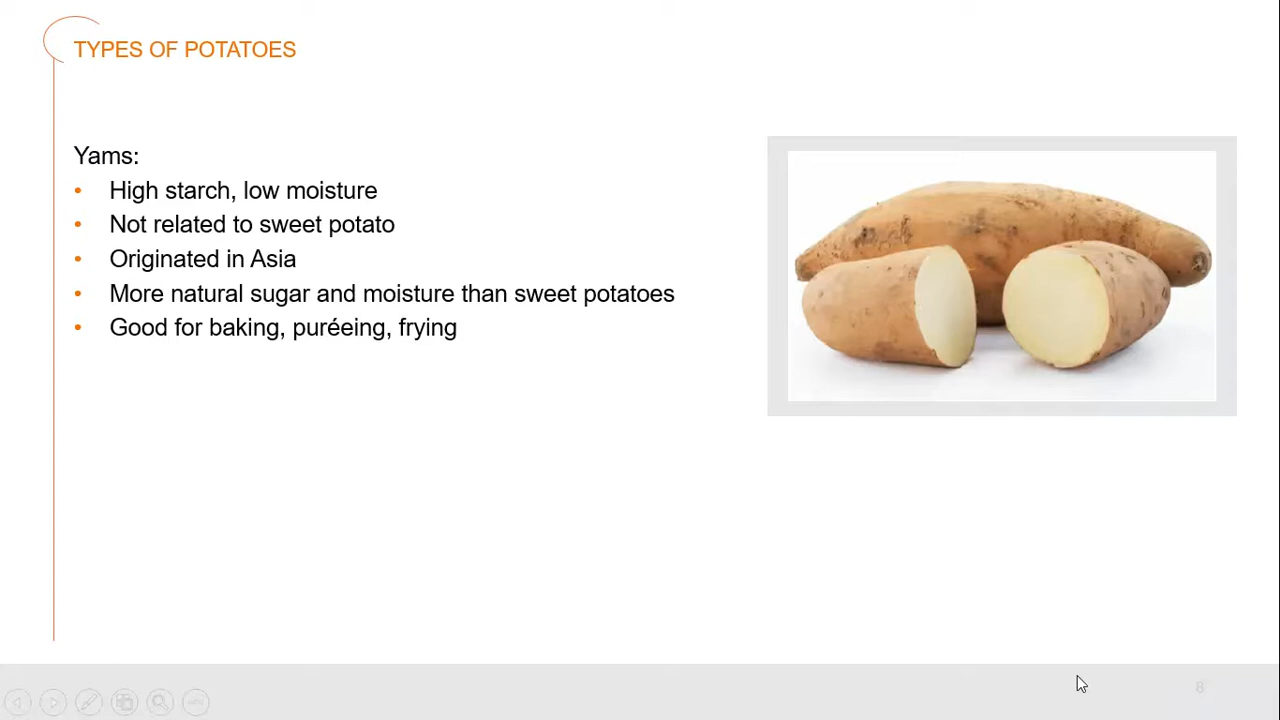 TYPES OF POTATOES
Yams:
• High starch, low moisture
• Not related to sweet potato
• Originated in Asia
• More natural sugar and moisture than sweet potatoes
• Good for baking, puréeing, frying
8